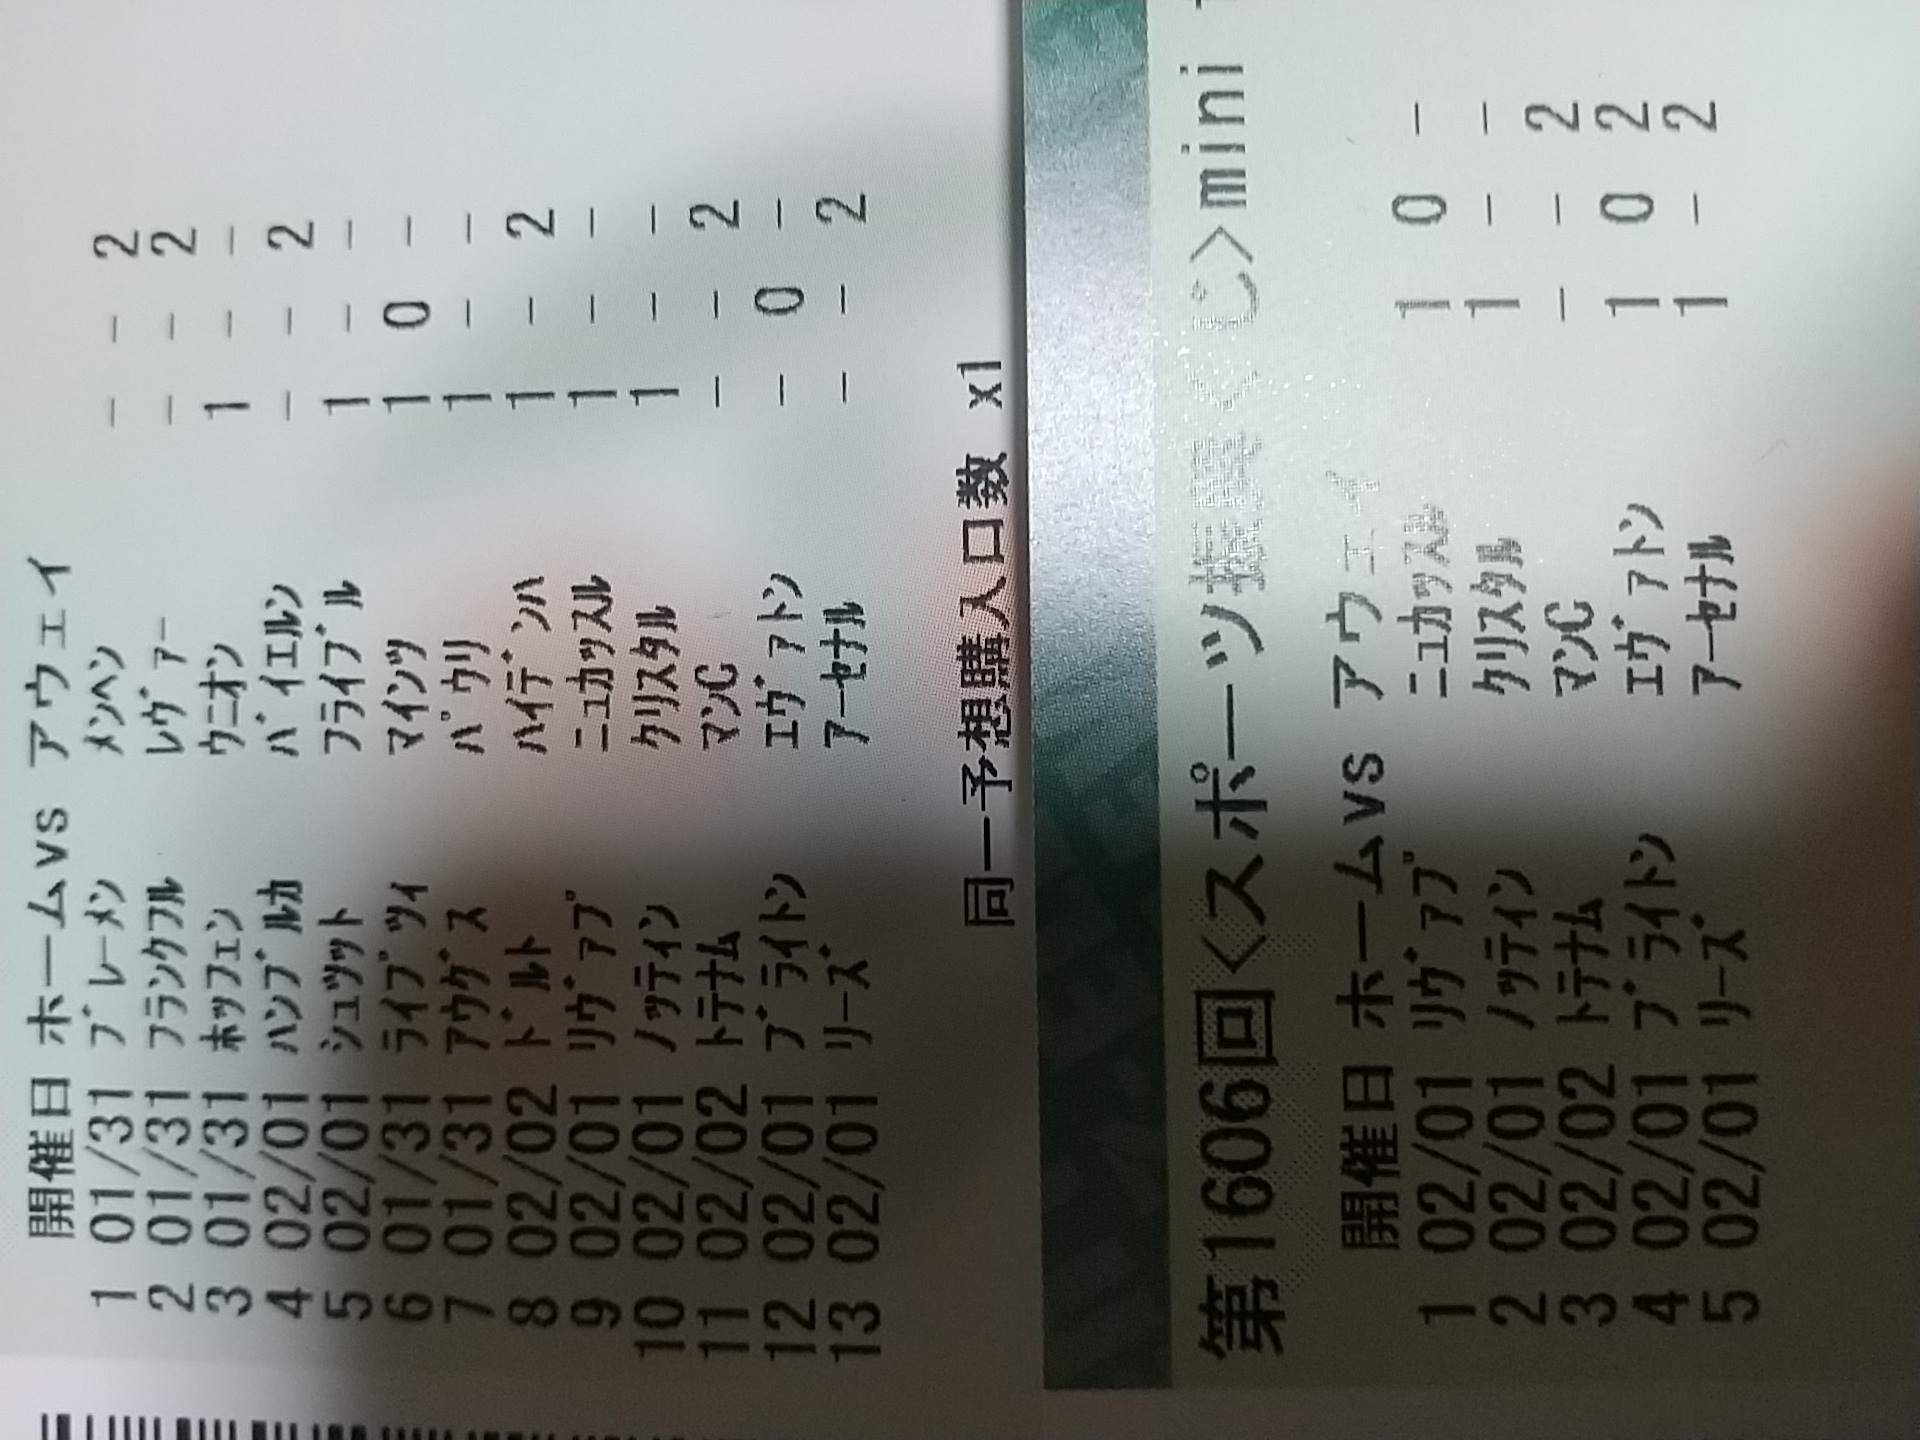 開催日 ホームvs アウェイ
1 01/31 ﾌﾞﾚｰﾒﾝ ﾒﾝﾍﾝ - - 2
2 01/31 ﾌﾗﾝｸﾌﾙ ﾚｳﾞｧｰ - - 2
3 01/31 ﾎｯﾌｪﾝ ｳﾆｵﾝ 1 - -
4 02/01 ﾊﾝﾌﾞﾙｶ ﾊﾞｲｴﾙﾝ - - 2
5 02/01 ｼｭﾂｯﾄ ﾌﾗｲﾌﾞﾙ 1 - -
6 01/31 ﾗｲﾌﾟﾂｨ ﾏｲﾝﾂ 1 0 -
7 01/31 ｱｳｸﾞｽ ﾊﾟｳﾘ 1 - -
8 02/02 ﾄﾞﾙﾄ ﾊｲﾃﾞﾝﾊ 1 - 2
9 02/01 ﾘｳﾞｧﾌﾟ ﾆｭｶｯｽﾙ 1 - -
10 02/01 ﾉｯﾃｨﾝ ｸﾘｽﾀﾙ 1 - -
11 02/02 ﾄﾃﾅﾑ ﾏﾝC - - 2
12 02/01 ﾌﾞﾗｲﾄﾝ ｴｳﾞｧﾄﾝ - 0 -
13 02/01 ﾘｰｽﾞ ｱｰｾﾅﾙ - - 2
同一予想購入口数 x1
第1606回<スポーツ振興くじ>mini
開催日 ホームvs アウェイ
1 02/01 ﾘｳﾞｧﾌﾟ ﾆｭｶｯｽﾙ 1 0 -
2 02/01 ﾉｯﾃｨﾝ ｸﾘｽﾀﾙ 1 - -
3 02/02 ﾄﾃﾅﾑ ﾏﾝC - - 2
4 02/01 ﾌﾞﾗｲﾄﾝ ｴｳﾞｧﾄﾝ 1 0 2
5 02/01 ﾘｰｽﾞ ｱｰｾﾅﾙ 1 - 2